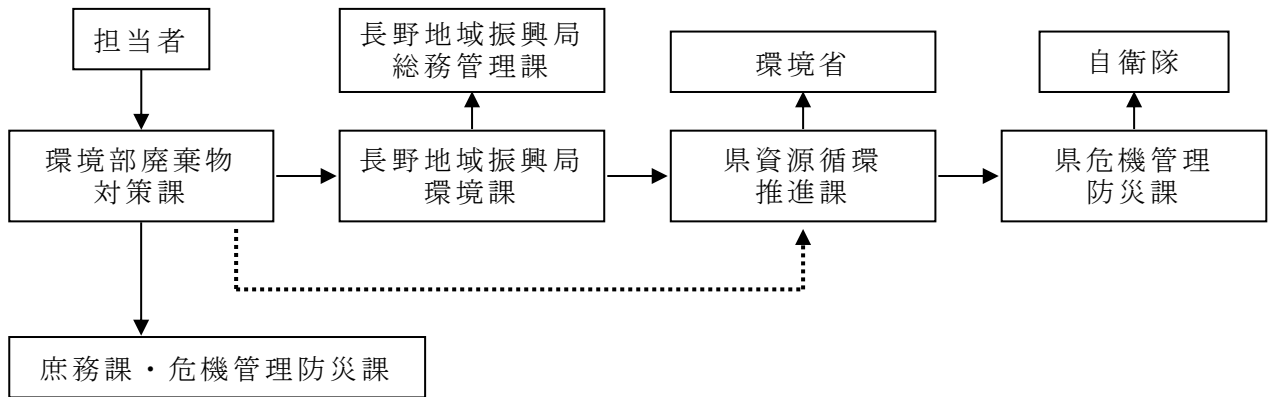 担当者
長野地域振興局
総務管理課
環境省
自衛隊
環境部廃棄物
対策課
長野地域振興局
環境課
県資源循環
推進課
県危機管理
防災課
庶務課・危機管理防災課